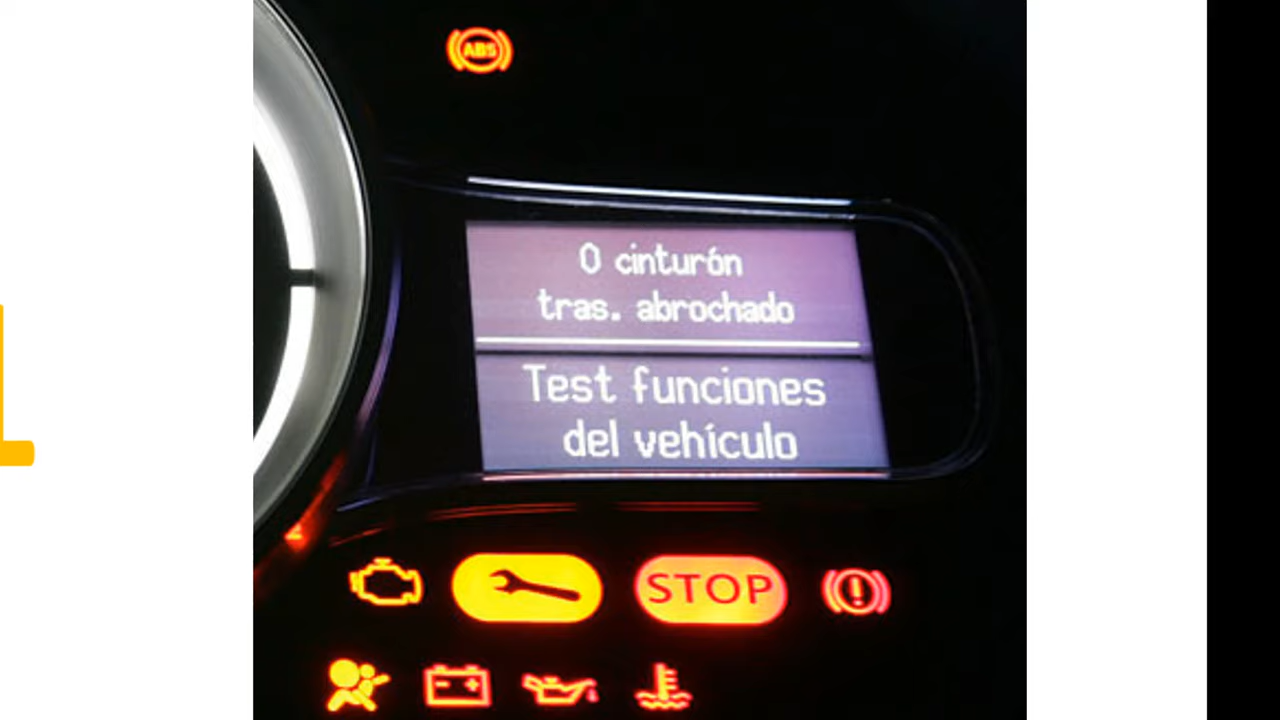 ABS
0 cinturón
tras. abrochado
Test funciones
del vehículo
STOP